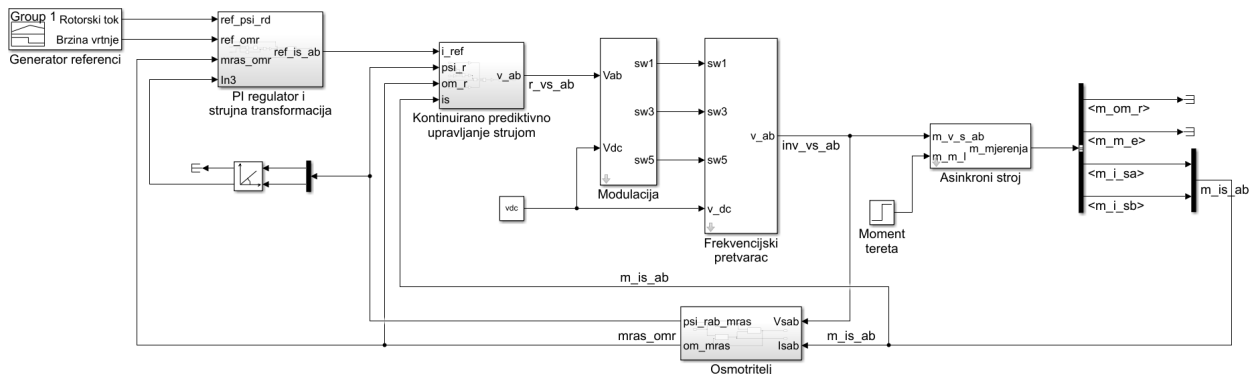 Group 1
Rotorski tok
Brzina vrtnje
Generator referenci
ref_psi_rd
ref_omr
mras_omr
In3
ref_is_ab
PI regulator i
strujna transformacija
i_ref
psi_r
om_r
is
v_ab
Kontinuirano prediktivno
upravljanje strujom
r_vs_ab
Vab
Vdc
sw1
sw3
sw5
Modulacija
vdc
sw1
sw3
sw5
v_dc
v_ab
Frekvencijski
pretvarac
inv_vs_ab
m_v_s_ab
m_m_l
m_mjerenja
Asinkroni stroj
Moment
tereta
<m_om_r>
<m_m_e>
<m_i_sa>
<m_i_sb>
m_is_ab
m_is_ab
psi_rab_mras
om_mras
Vsab
Isab
Osmotriteli
mras_omr
m_is_ab